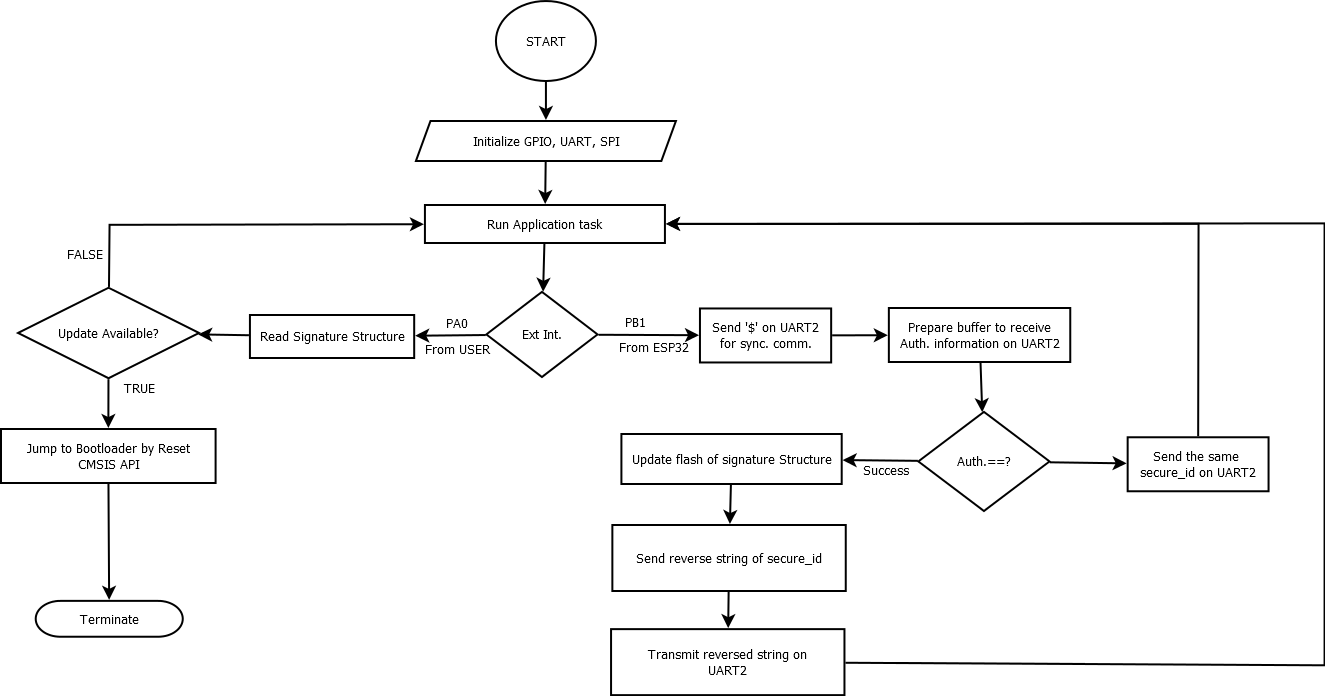 START
Initialize GPIO, UART, SPI
Run Application task
FALSE
Update Available?
Read Signature Structure
PA0
From USER
Ext Int.
PB1
From ESP32
Send '$' on UART2
for sync. comm.
Prepare buffer to receive
Auth. information on UART2
TRUE
Jump to Bootloader by Reset
CMSIS API
Update flash of signature Structure
Success
Auth.==?
Send the same
secure_id on UART2
Send reverse string of secure_id
Terminate
Transmit reversed string on
UART2